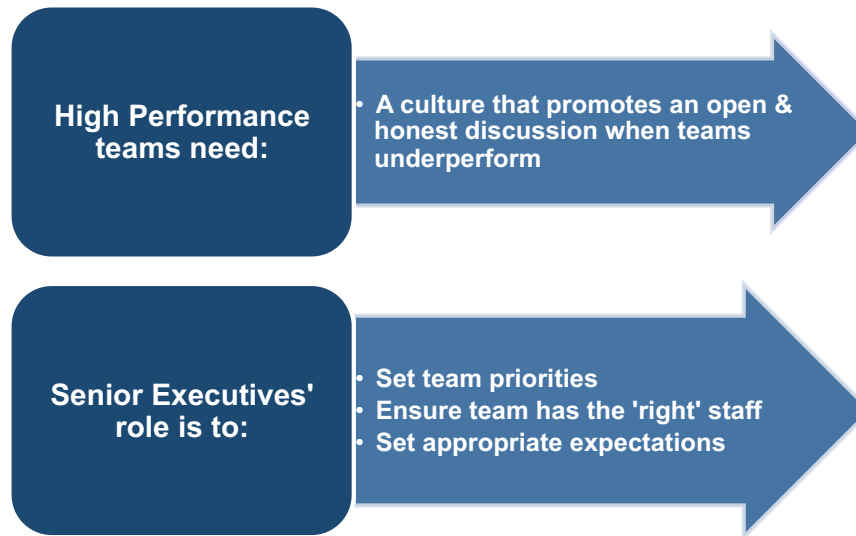 High Performance
teams need:
• A culture that promotes an open &
honest discussion when teams
underperform
Senior Executives'
role is to:
• Set team priorities
• Ensure team has the 'right' staff
• Set appropriate expectations